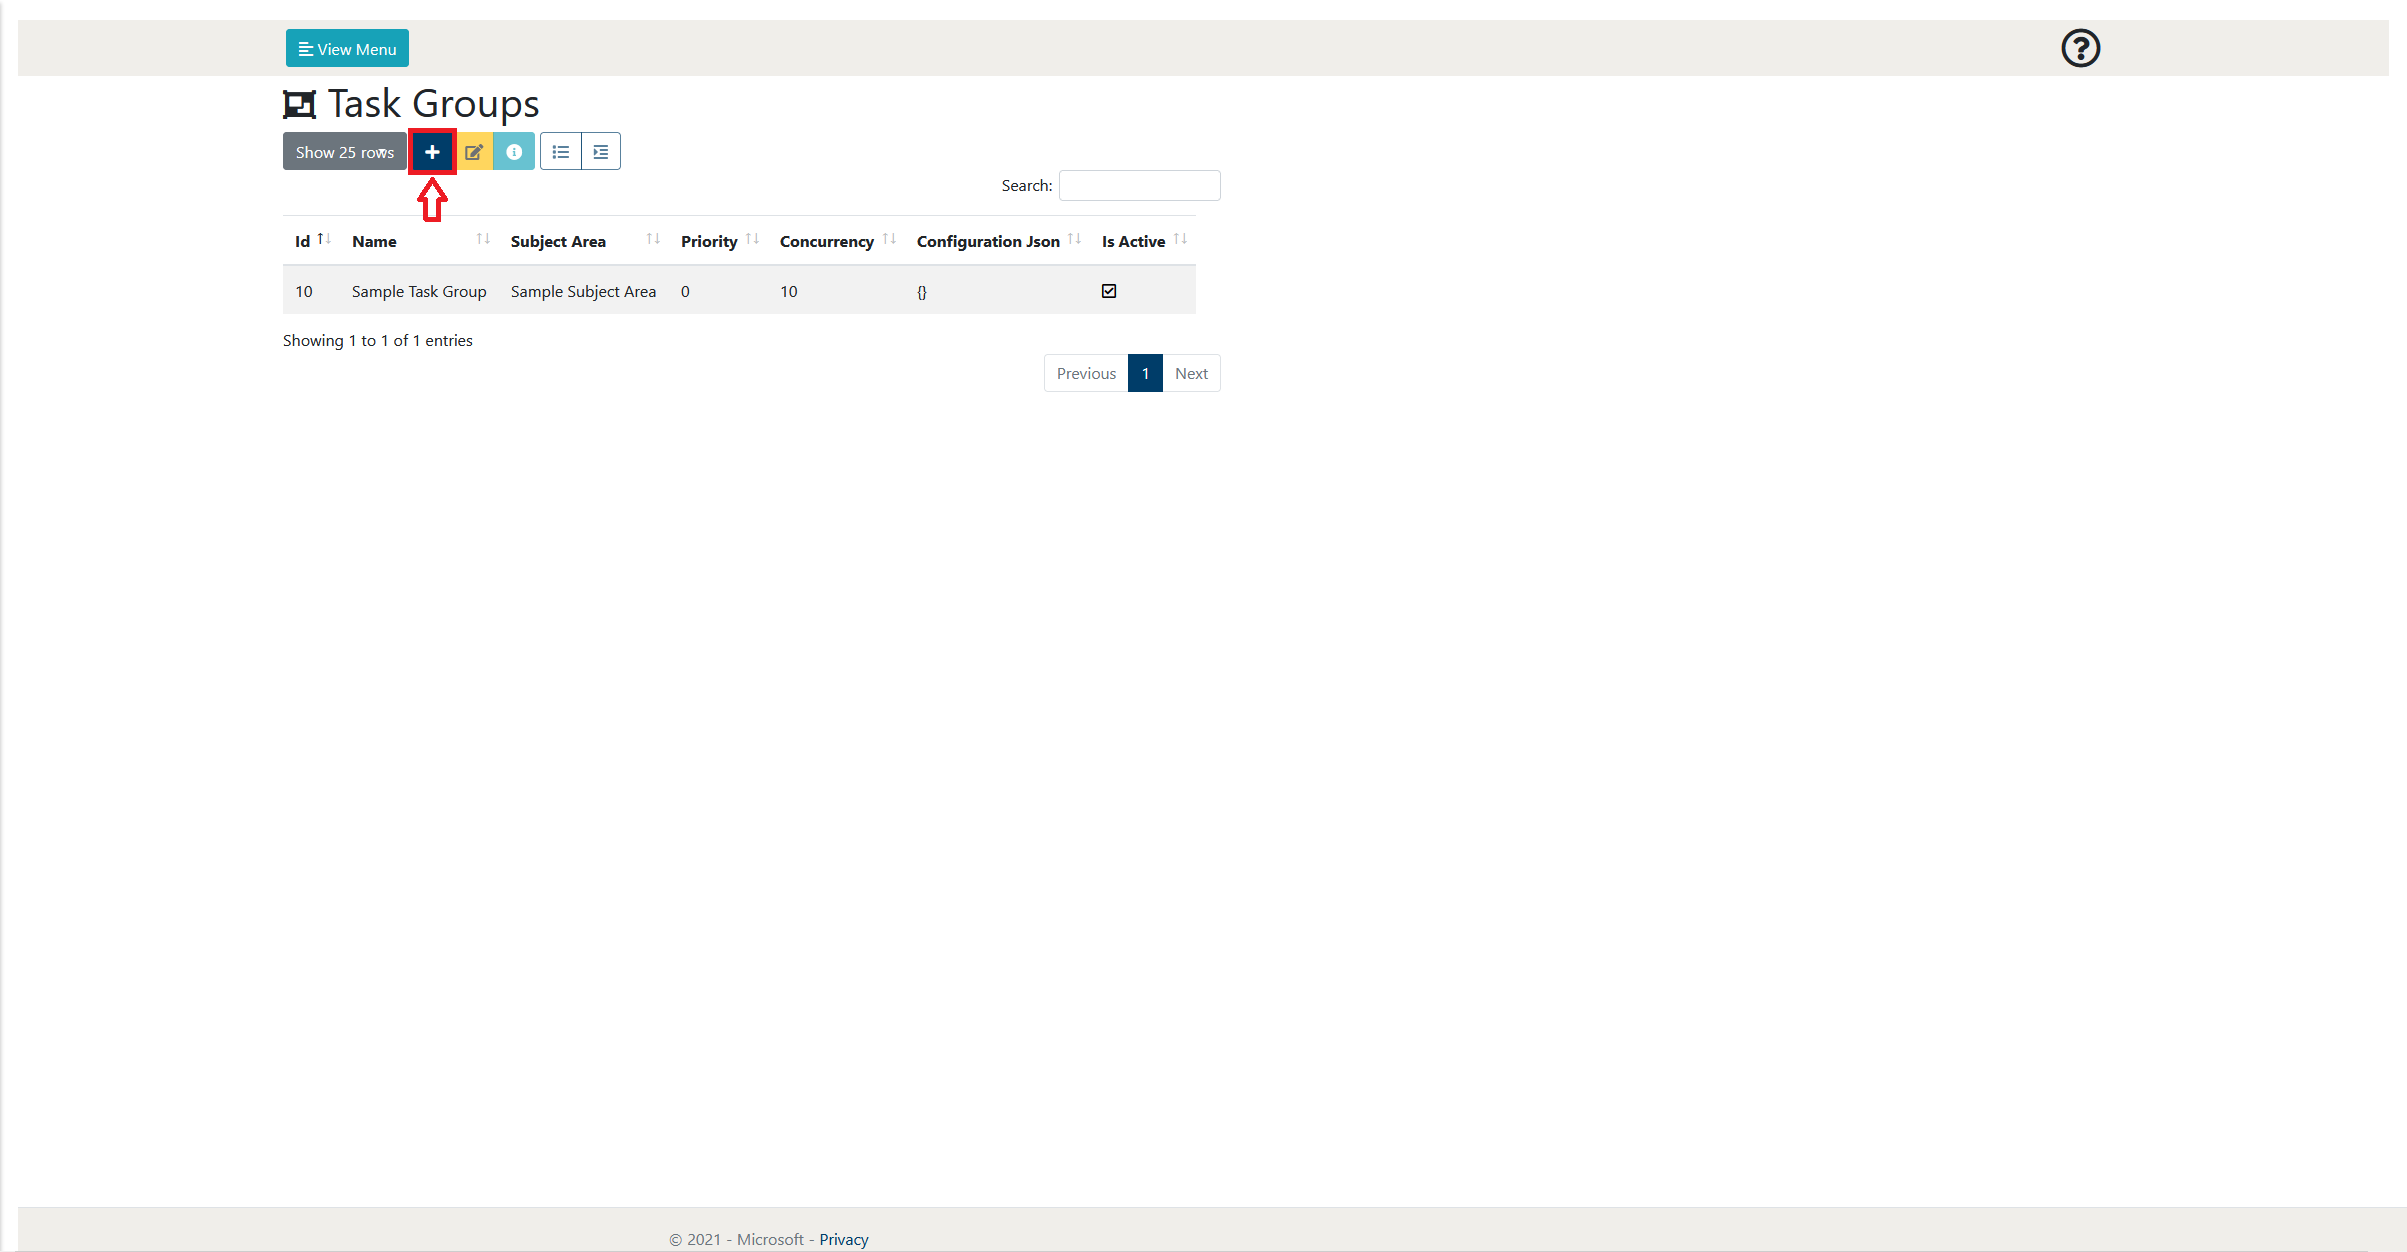 View Menu
Task Groups
Show 25 rows
Search:
Id Name Subject Area Priority Concurrency Configuration Json Is Active
10 Sample Task Group Sample Subject Area 0 10 {}
Showing 1 to 1 of 1 entries
Previous 1 Next
© 2021 - Microsoft - Privacy